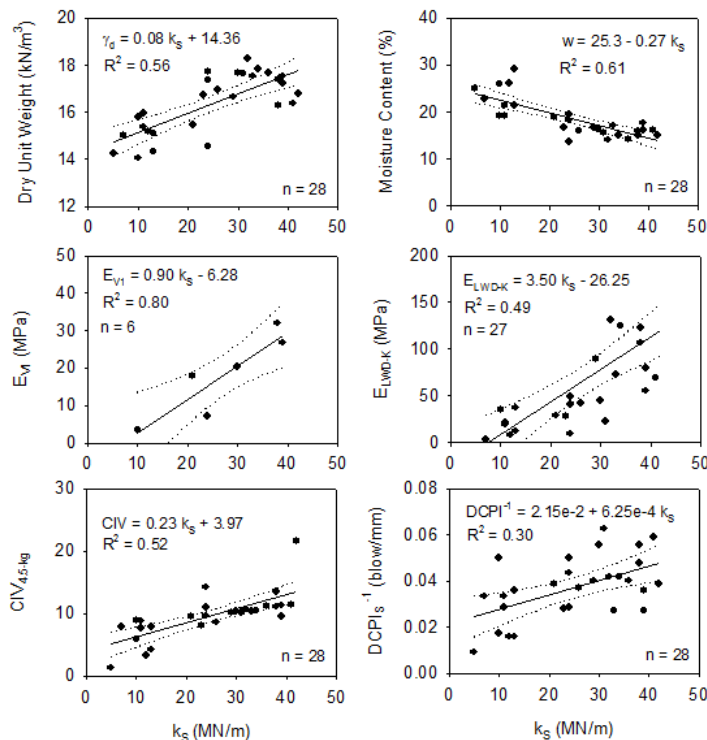 γd = 0.08 kS + 14.36
R² = 0.56
n = 28
Dry Unit Weight (kN/m³)
12
14
16
18
20
0 10 20 30 40 50
w = 25.3 - 0.27 kS
R² = 0.61
n = 28
Moisture Content (%)
0
10
20
30
40
0 10 20 30 40 50
EV1 = 0.90 kS - 6.28
R² = 0.80
n = 6
EV1 (MPa)
0
10
20
30
40
50
0 10 20 30 40 50
ELWD-K = 3.50 kS - 26.25
R² = 0.49
n = 27
ELWD-K (MPa)
0
50
100
150
200
0 10 20 30 40 50
CIV = 0.23 kS + 3.97
R² = 0.52
n = 28
CIV4.5-kg
0
10
20
30
0 10 20 30 40 50
kS (MN/m)
DCPI⁻¹ = 2.15e-2 + 6.25e-4 kS
R² = 0.30
n = 28
DCPIS⁻¹ (blow/mm)
0.00
0.02
0.04
0.06
0.08
0 10 20 30 40 50
kS (MN/m)